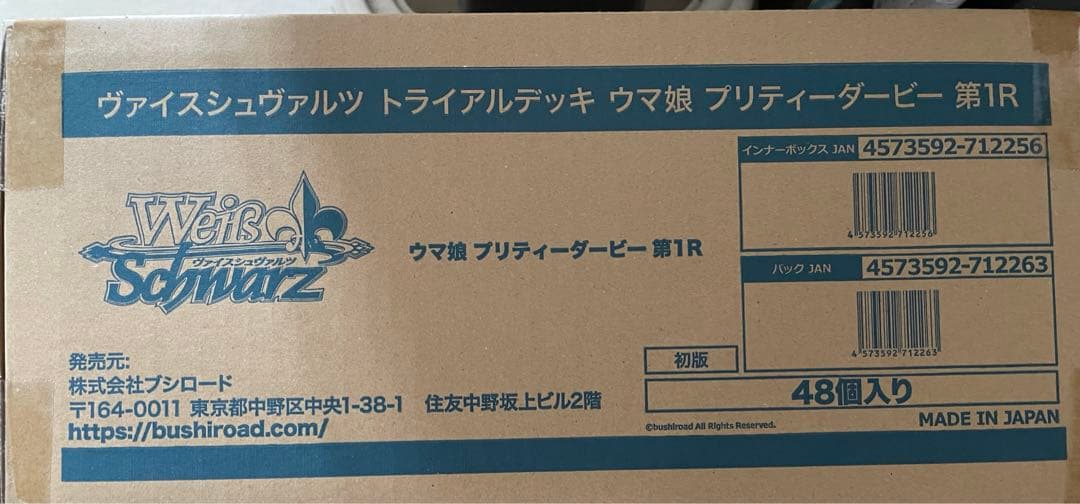 ヴァイスシュヴァルツ トライアルデッキ ウマ娘 プリティーダービー 第1R
インナーボックス JAN 4573592-712256
4 573592 712256
Weiß
ヴァイスシュヴァルツ
Schwarz
ウマ娘 プリティーダービー 第1R
パック JAN 4573592-712263
4 573592 712263
発売元:
株式会社ブシロード
〒164-0011 東京都中野区中央1-38-1 住友中野坂上ビル2階
https://bushiroad.com/
初版
48個入り
©bushiroad All Rights Reserved.
MADE IN JAPAN